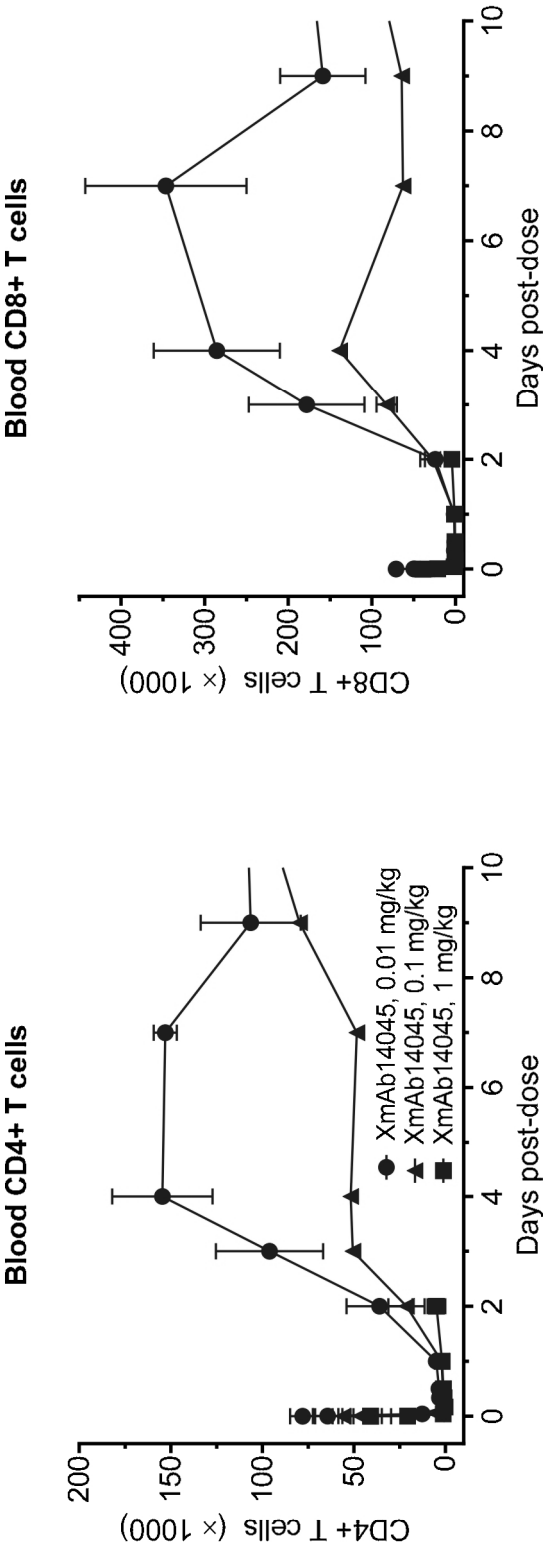 Blood CD4+ T cells
CD4+ T cells (× 1000)
200
150
100
50
0
0
2
4
6
8
10
Days post-dose
XmAb14045, 0.01 mg/kg
XmAb14045, 0.1 mg/kg
XmAb14045, 1 mg/kg
Blood CD8+ T cells
CD8+ T cells (× 1000)
400
300
200
100
0
0
2
4
6
8
10
Days post-dose